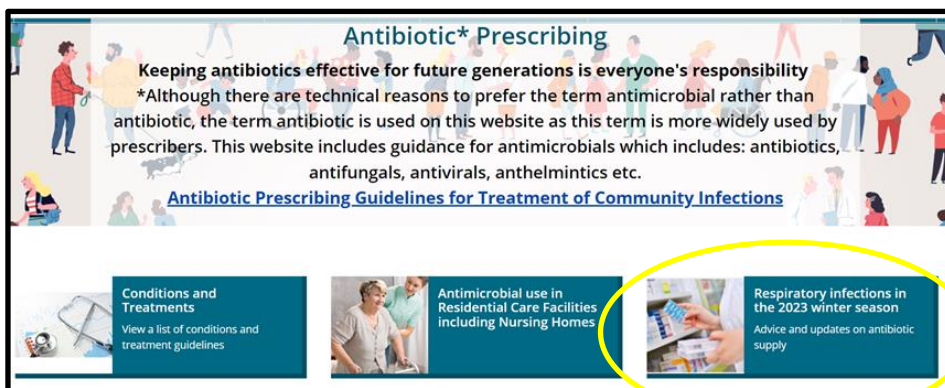 Antibiotic* Prescribing
Keeping antibiotics effective for future generations is everyone's responsibility
*Although there are technical reasons to prefer the term antimicrobial rather than
antibiotic, the term antibiotic is used on this website as this term is more widely used by
prescribers. This website includes guidance for antimicrobials which includes: antibiotics,
antifungals, antivirals, anthelmintics etc.
Antibiotic Prescribing Guidelines for Treatment of Community Infections
Conditions and
Treatments
View a list of conditions and
treatment guidelines
Antimicrobial use in
Residential Care Facilities
including Nursing Homes
Respiratory infections in
the 2023 winter season
Advice and updates on antibiotic
supply